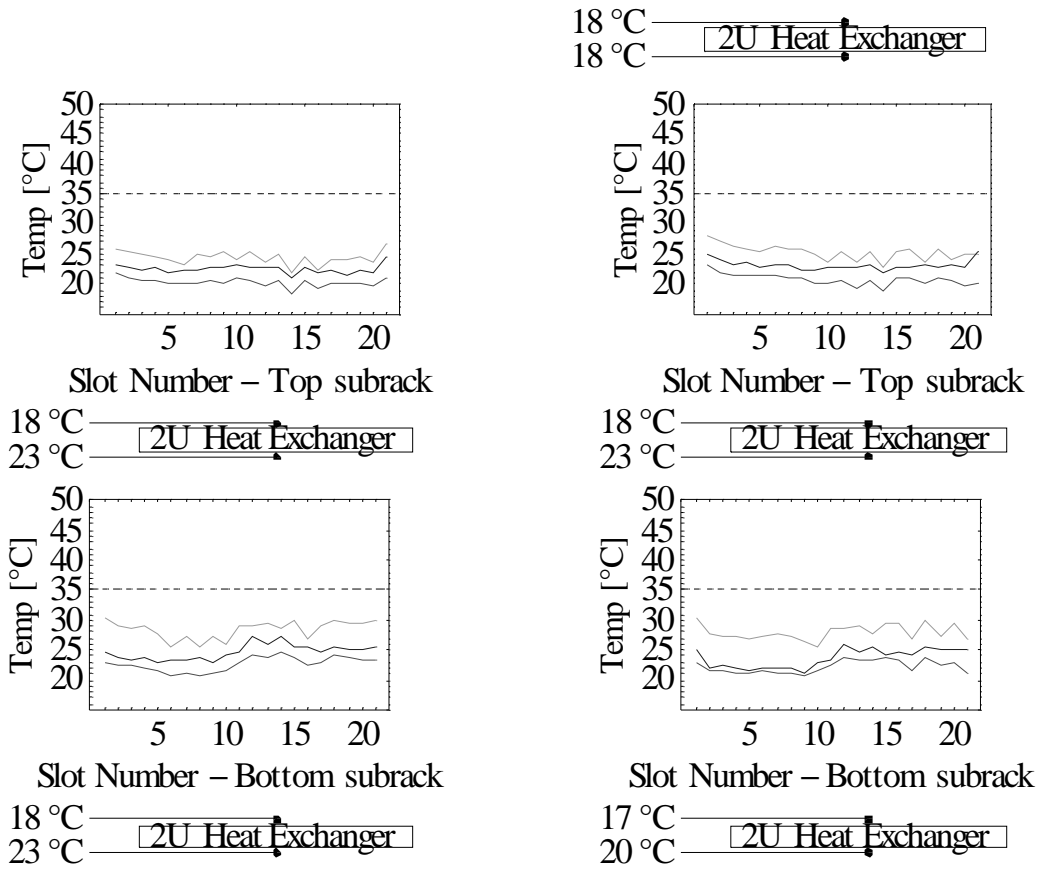 18 °C
2U Heat Exchanger
18 °C
50
45
40
35
30
25
20
Temp [°C]
5 10 15 20
Slot Number – Top subrack
50
45
40
35
30
25
20
Temp [°C]
5 10 15 20
Slot Number – Top subrack
18 °C
2U Heat Exchanger
23 °C
18 °C
2U Heat Exchanger
23 °C
50
45
40
35
30
25
20
Temp [°C]
5 10 15 20
Slot Number – Bottom subrack
50
45
40
35
30
25
20
Temp [°C]
5 10 15 20
Slot Number – Bottom subrack
18 °C
2U Heat Exchanger
23 °C
17 °C
2U Heat Exchanger
20 °C